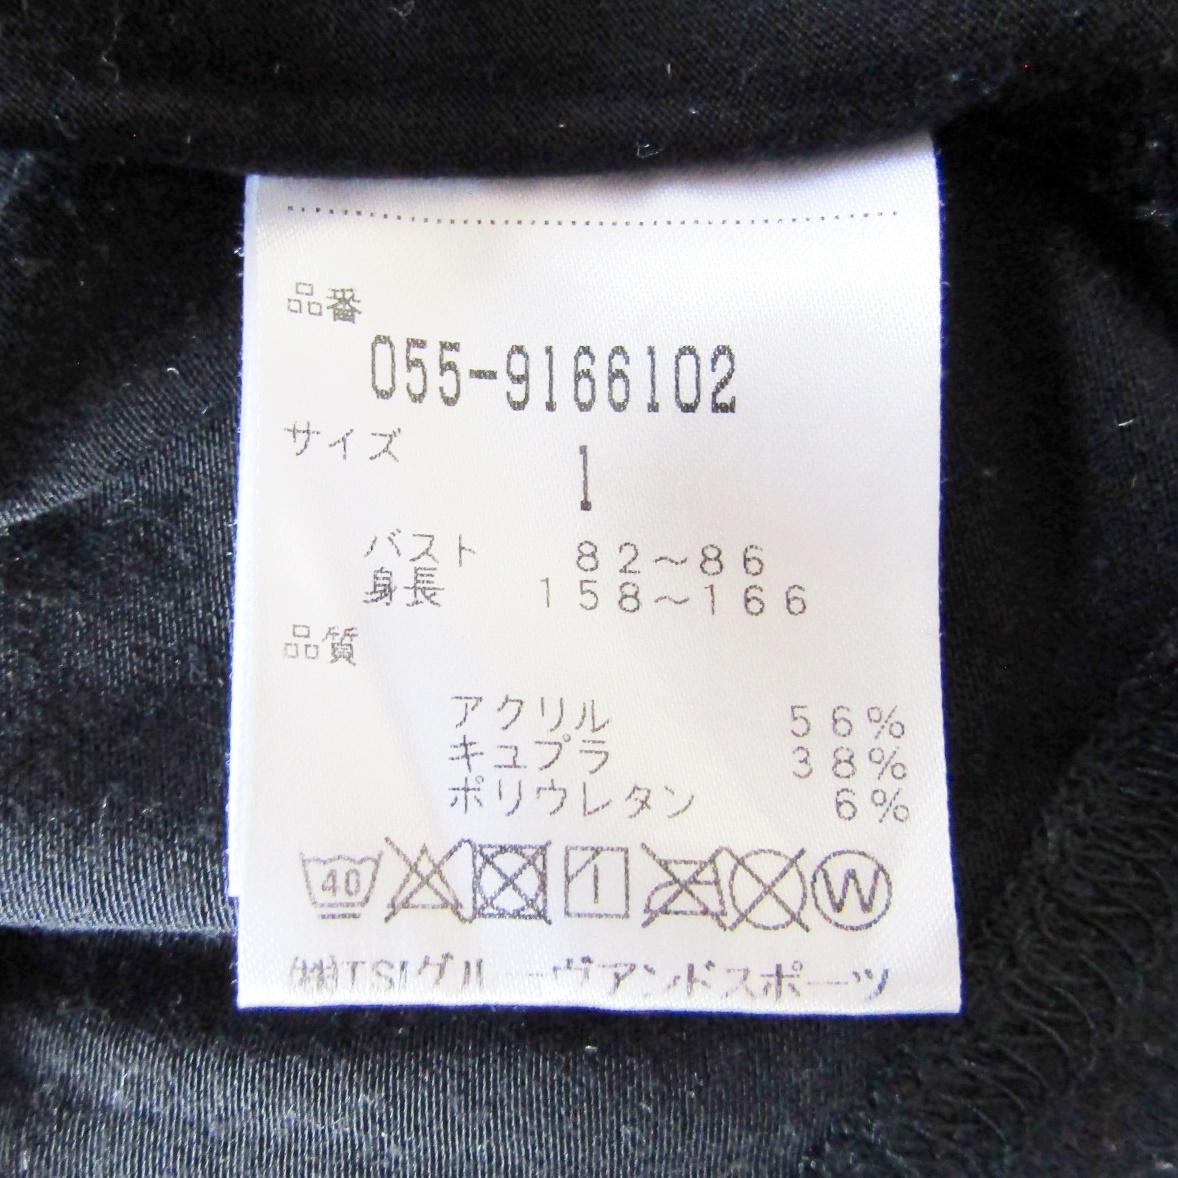 品番
055-9166102
サイズ
1
バスト 82〜86
身長 158〜166
品質
アクリル 56%
キュプラ 38%
ポリウレタン 6%
40 W
㈱TSIグルーヴアンドスポーツ